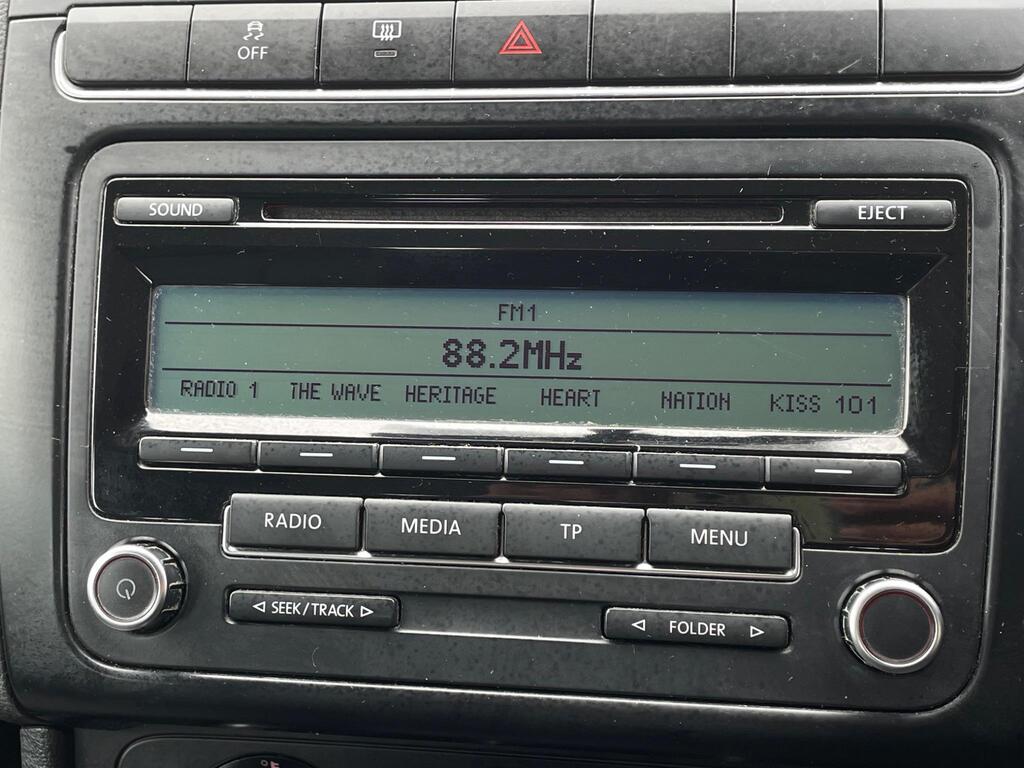 OFF
SOUND
EJECT
FM1
88.2MHz
RADIO 1 THE WAVE HERITAGE HEART NATION KISS 101
RADIO MEDIA TP MENU
SEEK/TRACK
FOLDER